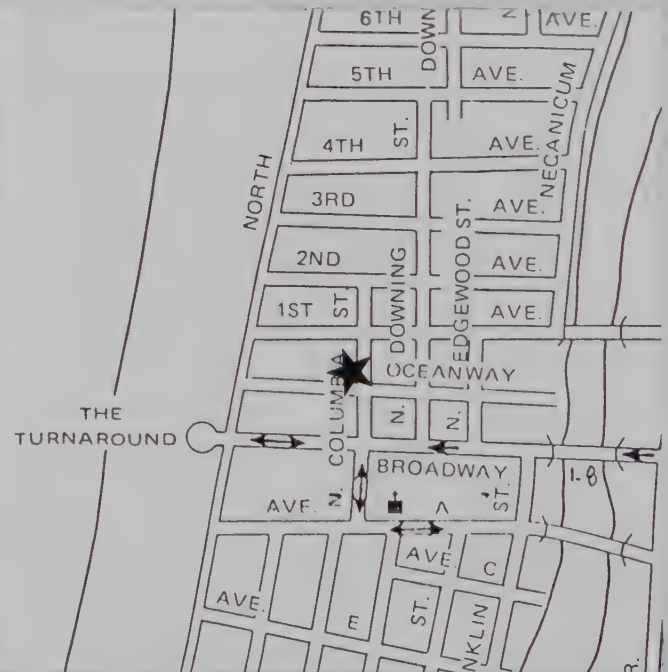 6TH AVE.
DOWN
N
5TH AVE.
4TH ST. AVE.
NECANICUM
NORTH
3RD AVE.
2ND AVE.
DOWNING
EDGEWOOD ST.
1ST ST. AVE.
OCEANWAY
N. COLUMBIA
N. N.
THE
TURNAROUND
BROADWAY
1-8
AVE. A ST.
AVE. C
AVE. E ST.
NKLIN
R.